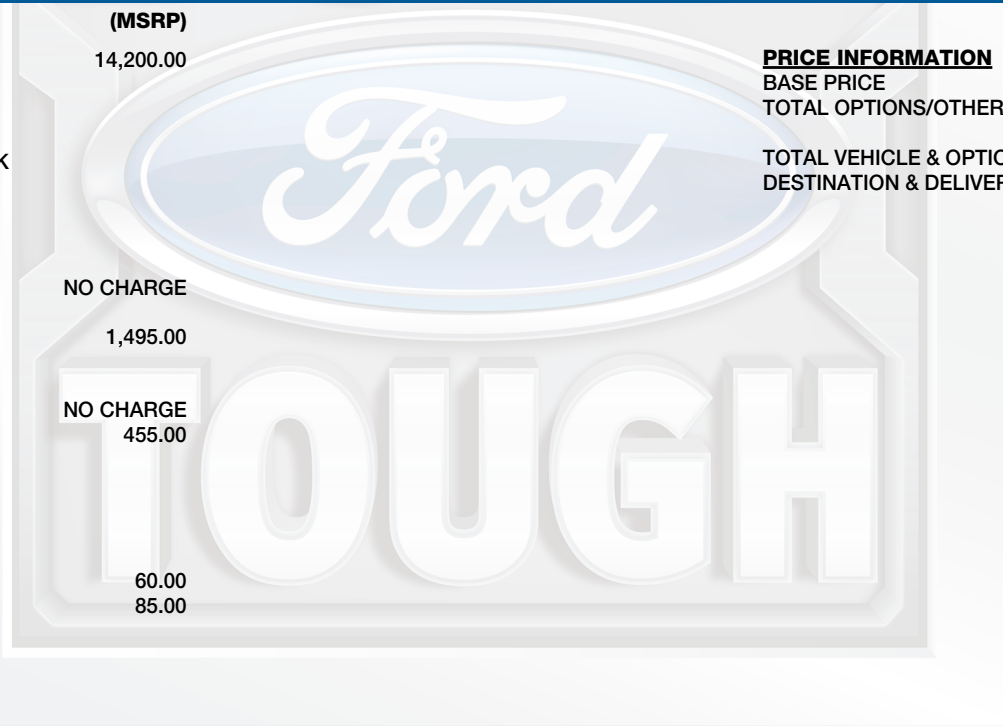 (MSRP)
14,200.00
K
NO CHARGE
1,495.00
NO CHARGE
455.00
60.00
85.00
PRICE INFORMATION
BASE PRICE
TOTAL OPTIONS/OTHER
TOTAL VEHICLE & OPTIO
DESTINATION & DELIVER
Ford
TOUGH